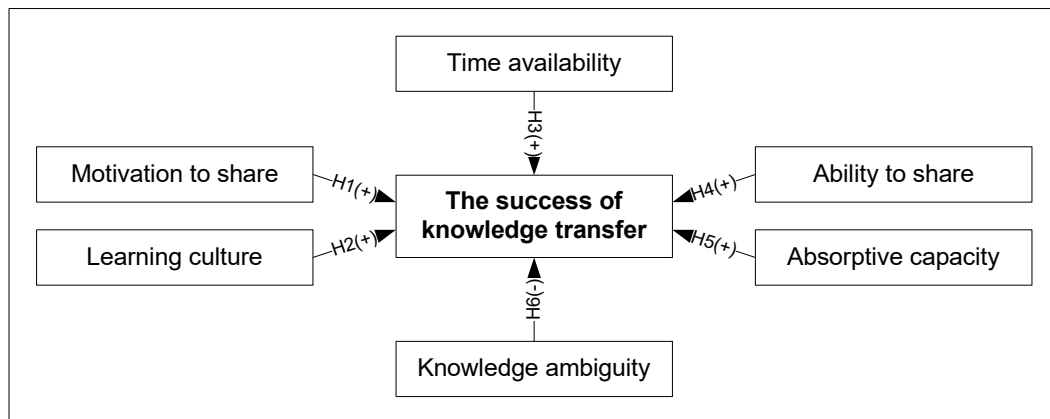 Time availability
H3(+)
Motivation to share
H1(+)
The success of
knowledge transfer
H4(+)
Ability to share
Learning culture
H2(+)
H5(+)
Absorptive capacity
H6(-)
Knowledge ambiguity